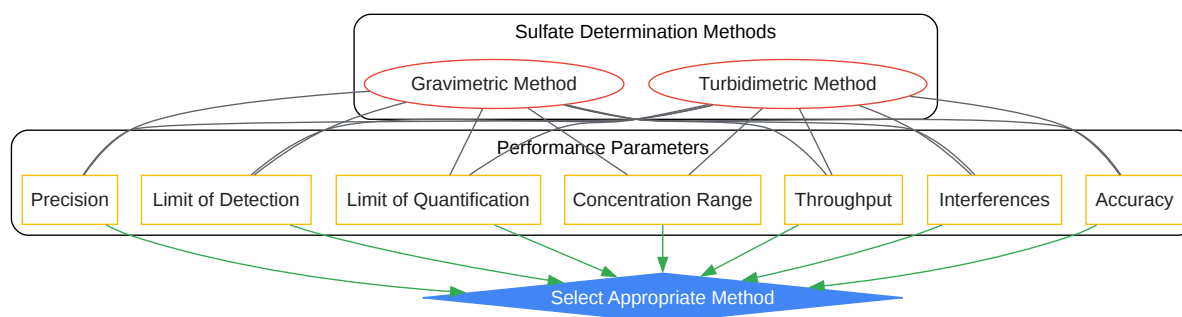 Sulfate Determination Methods
Gravimetric Method
Turbidimetric Method
Performance Parameters
Precision
Limit of Detection
Limit of Quantification
Concentration Range
Throughput
Interferences
Accuracy
Select Appropriate Method